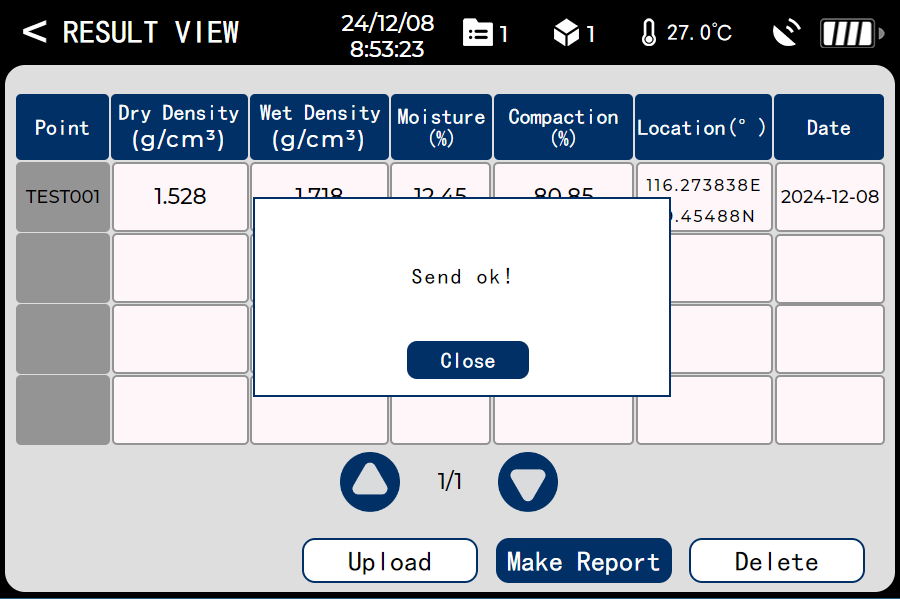 < RESULT VIEW
24/12/08
8:53:23
1
1
27.0℃
Point
Dry Density
(g/cm³)
Wet Density
(g/cm³)
Moisture
(%)
Compaction
(%)
Location(°)
Date
TEST001
1.528
1.718
12.45
80.85
116.273838E
.45488N
2024-12-08
Send ok!
Close
1/1
Upload
Make Report
Delete